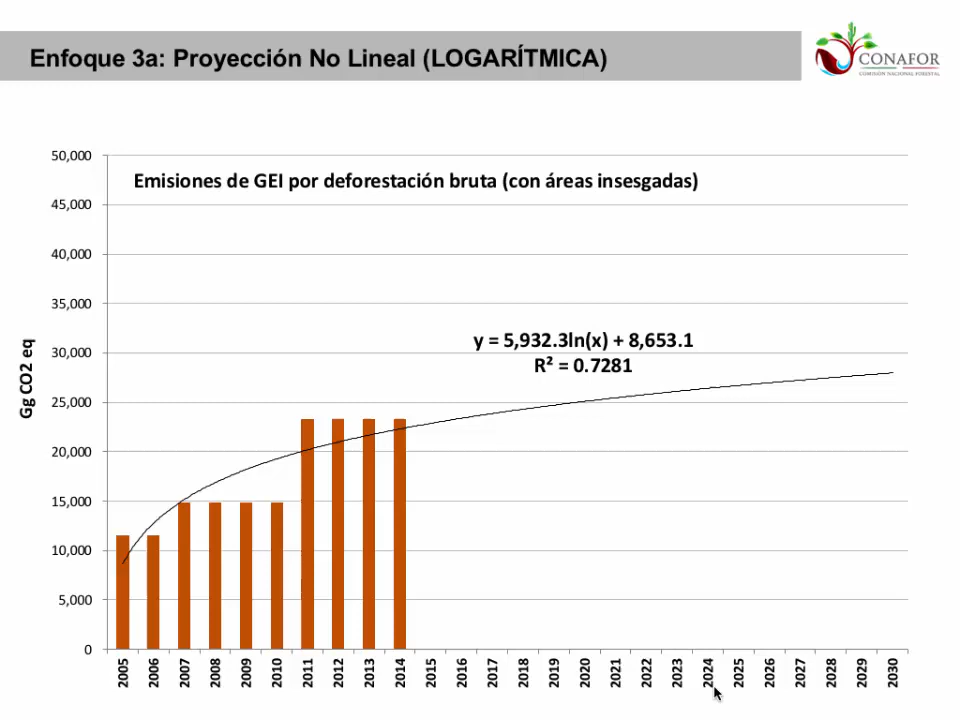 Enfoque 3a: Proyección No Lineal (LOGARÍTMICA)
CONAFOR
COMISIÓN NACIONAL FORESTAL
Emisiones de GEI por deforestación bruta (con áreas insesgadas)
50,000
45,000
40,000
35,000
30,000
25,000
20,000
15,000
10,000
5,000
0
Gg CO2 eq
y = 5,932.3ln(x) + 8,653.1
R² = 0.7281
2005 2006 2007 2008 2009 2010 2011 2012 2013 2014 2015 2016 2017 2018 2019 2020 2021 2022 2023 2024 2025 2026 2027 2028 2029 2030